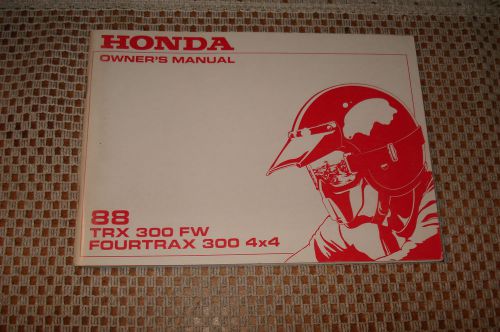 HONDA
OWNER'S MANUAL
88
TRX 300 FW
FOURTRAX 300 4x4